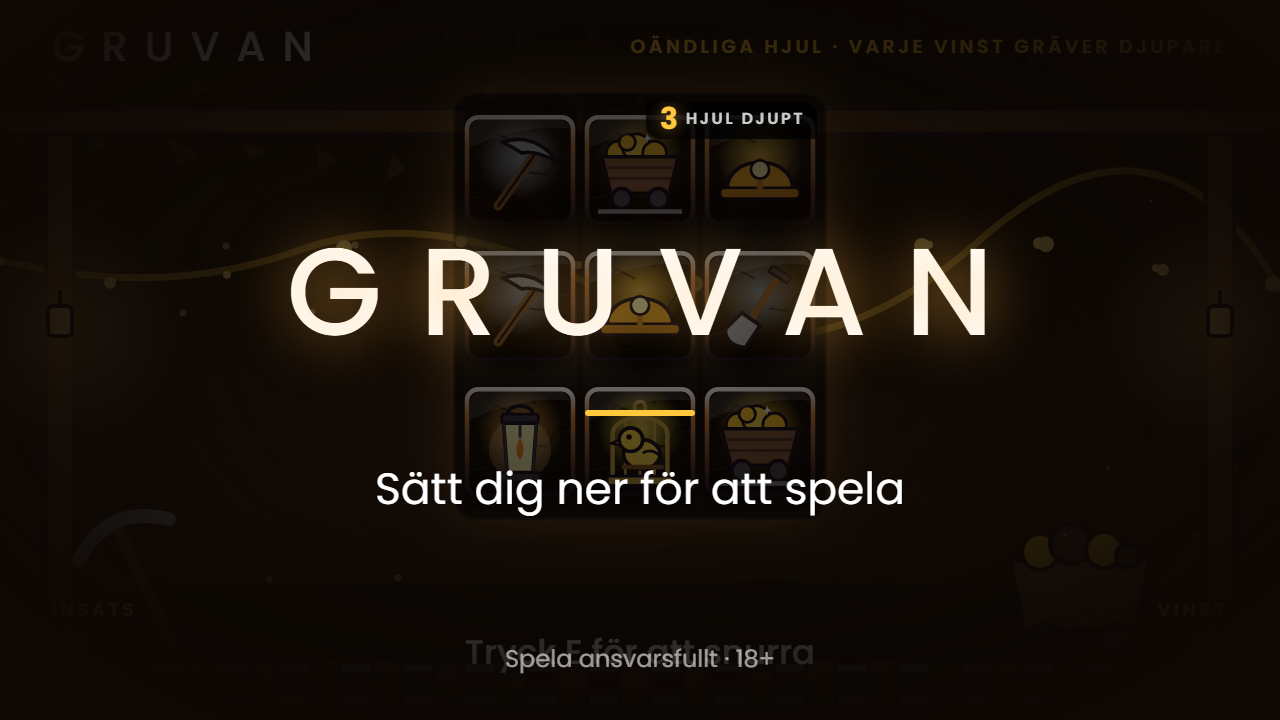 GRUVAN
OÄNDLIGA HJUL · VARJE VINST GRÄVER DJUPARE
3 HJUL DJUPT
GRUVAN
Sätt dig ner för att spela
INSATS
VINST
Tryck E för att snurra
Spela ansvarsfullt · 18+